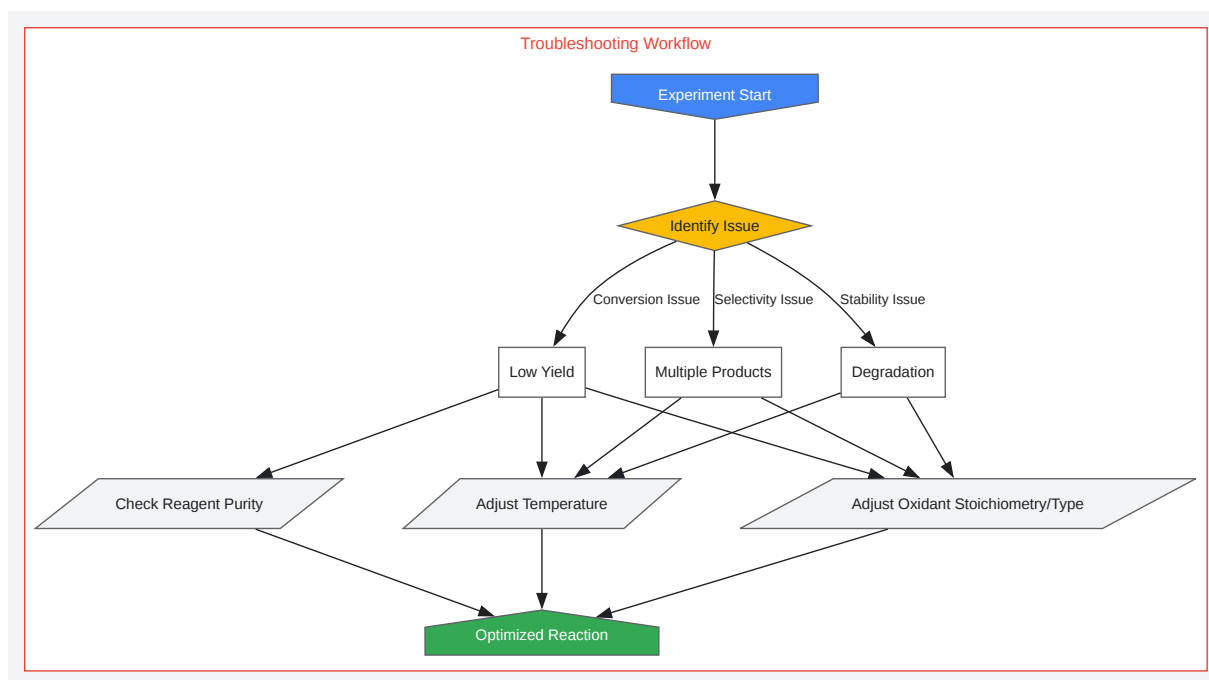 Troubleshooting Workflow
Experiment Start
Identify Issue
Conversion Issue
Selectivity Issue
Stability Issue
Low Yield
Multiple Products
Degradation
Check Reagent Purity
Adjust Temperature
Adjust Oxidant Stoichiometry/Type
Optimized Reaction